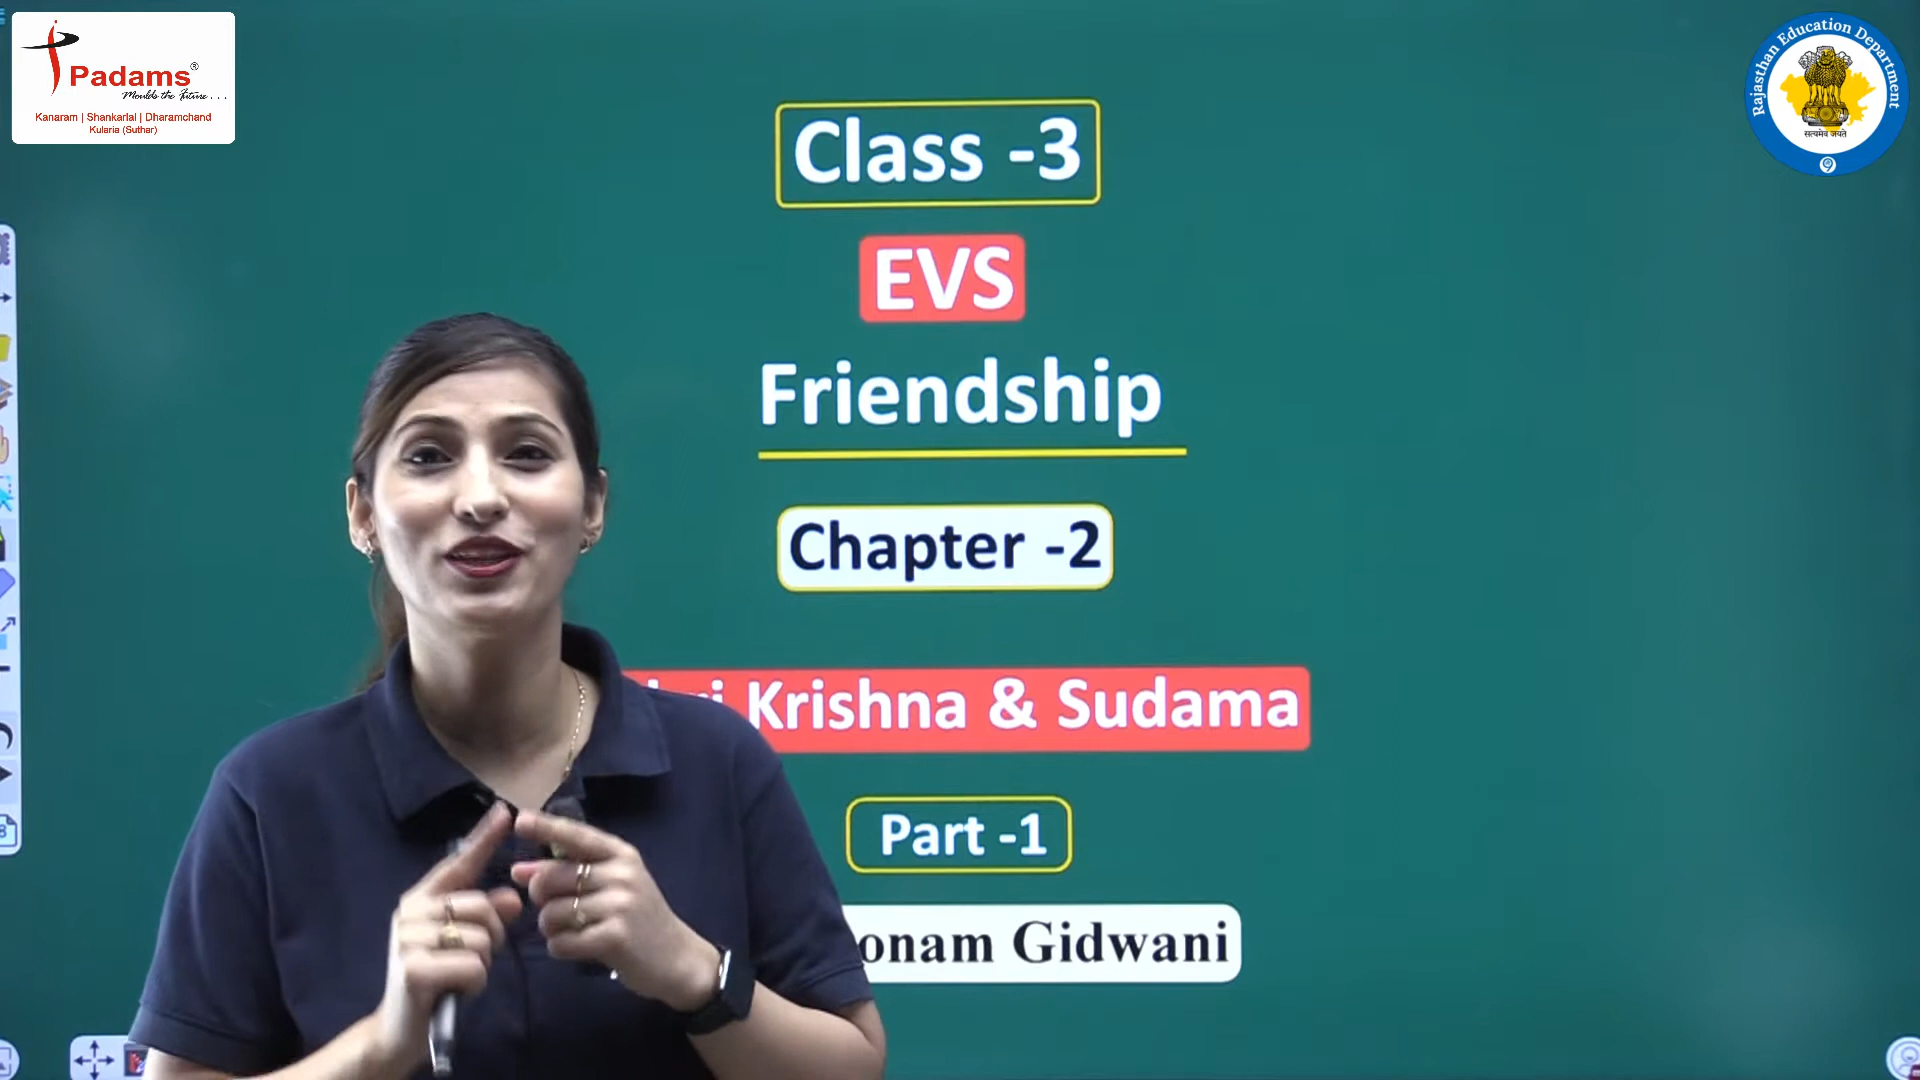 Padams®
Moulds the Future...
Kanaram | Shankarlal | Dharamchand
Kularia (Suthar)
Rajasthan Education Department
सत्यमेव जयते
Class -3
EVS
Friendship
Chapter -2
Krishna & Sudama
Part -1
Gidwani